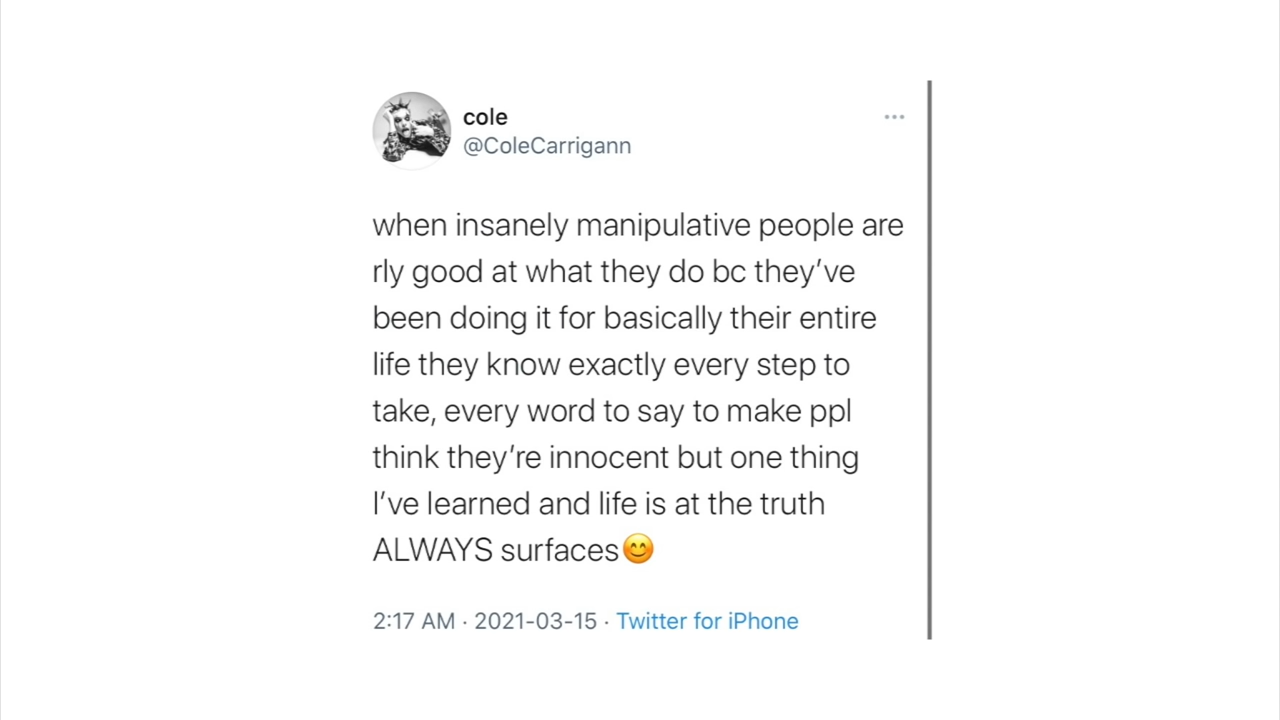 cole
@ColeCarrigann
when insanely manipulative people are
rly good at what they do bc they’ve
been doing it for basically their entire
life they know exactly every step to
take, every word to say to make ppl
think they’re innocent but one thing
I’ve learned and life is at the truth
ALWAYS surfaces😊
2:17 AM · 2021-03-15 · Twitter for iPhone